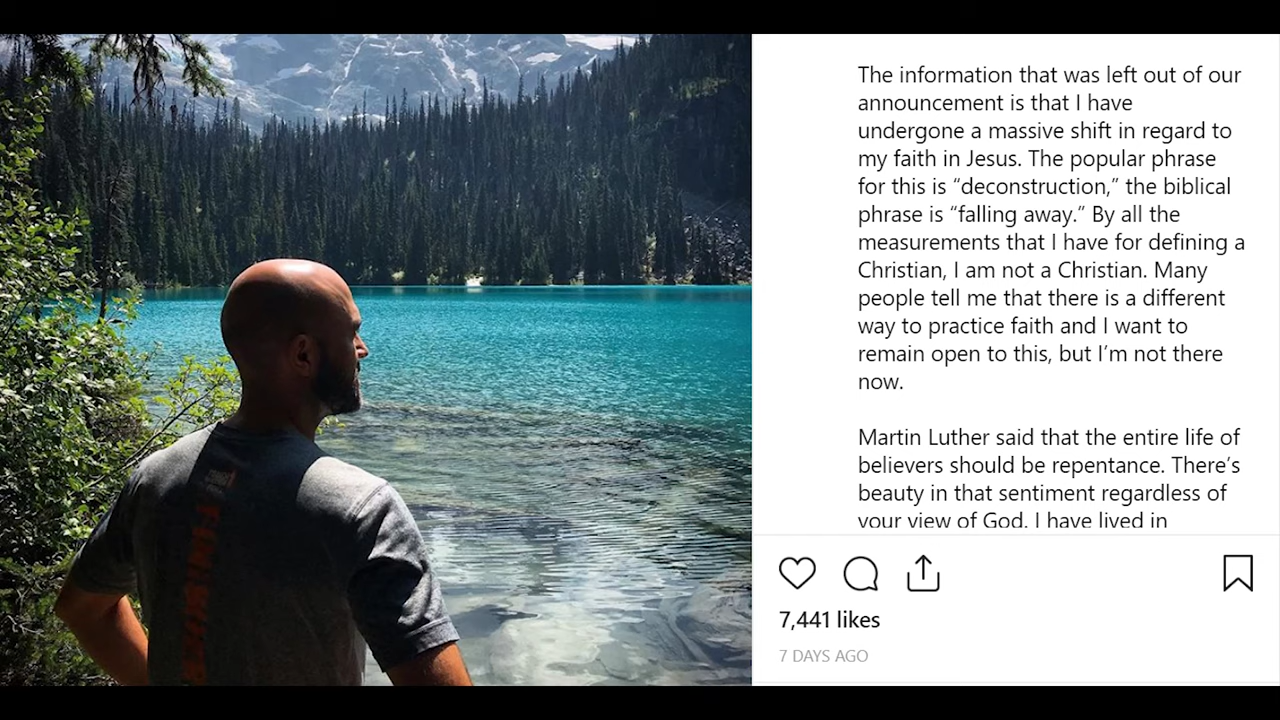 The information that was left out of our
announcement is that I have
undergone a massive shift in regard to
my faith in Jesus. The popular phrase
for this is “deconstruction,” the biblical
phrase is “falling away.” By all the
measurements that I have for defining a
Christian, I am not a Christian. Many
people tell me that there is a different
way to practice faith and I want to
remain open to this, but I’m not there
now.
Martin Luther said that the entire life of
believers should be repentance. There’s
beauty in that sentiment regardless of
your view of God. I have lived in
7,441 likes
7 DAYS AGO